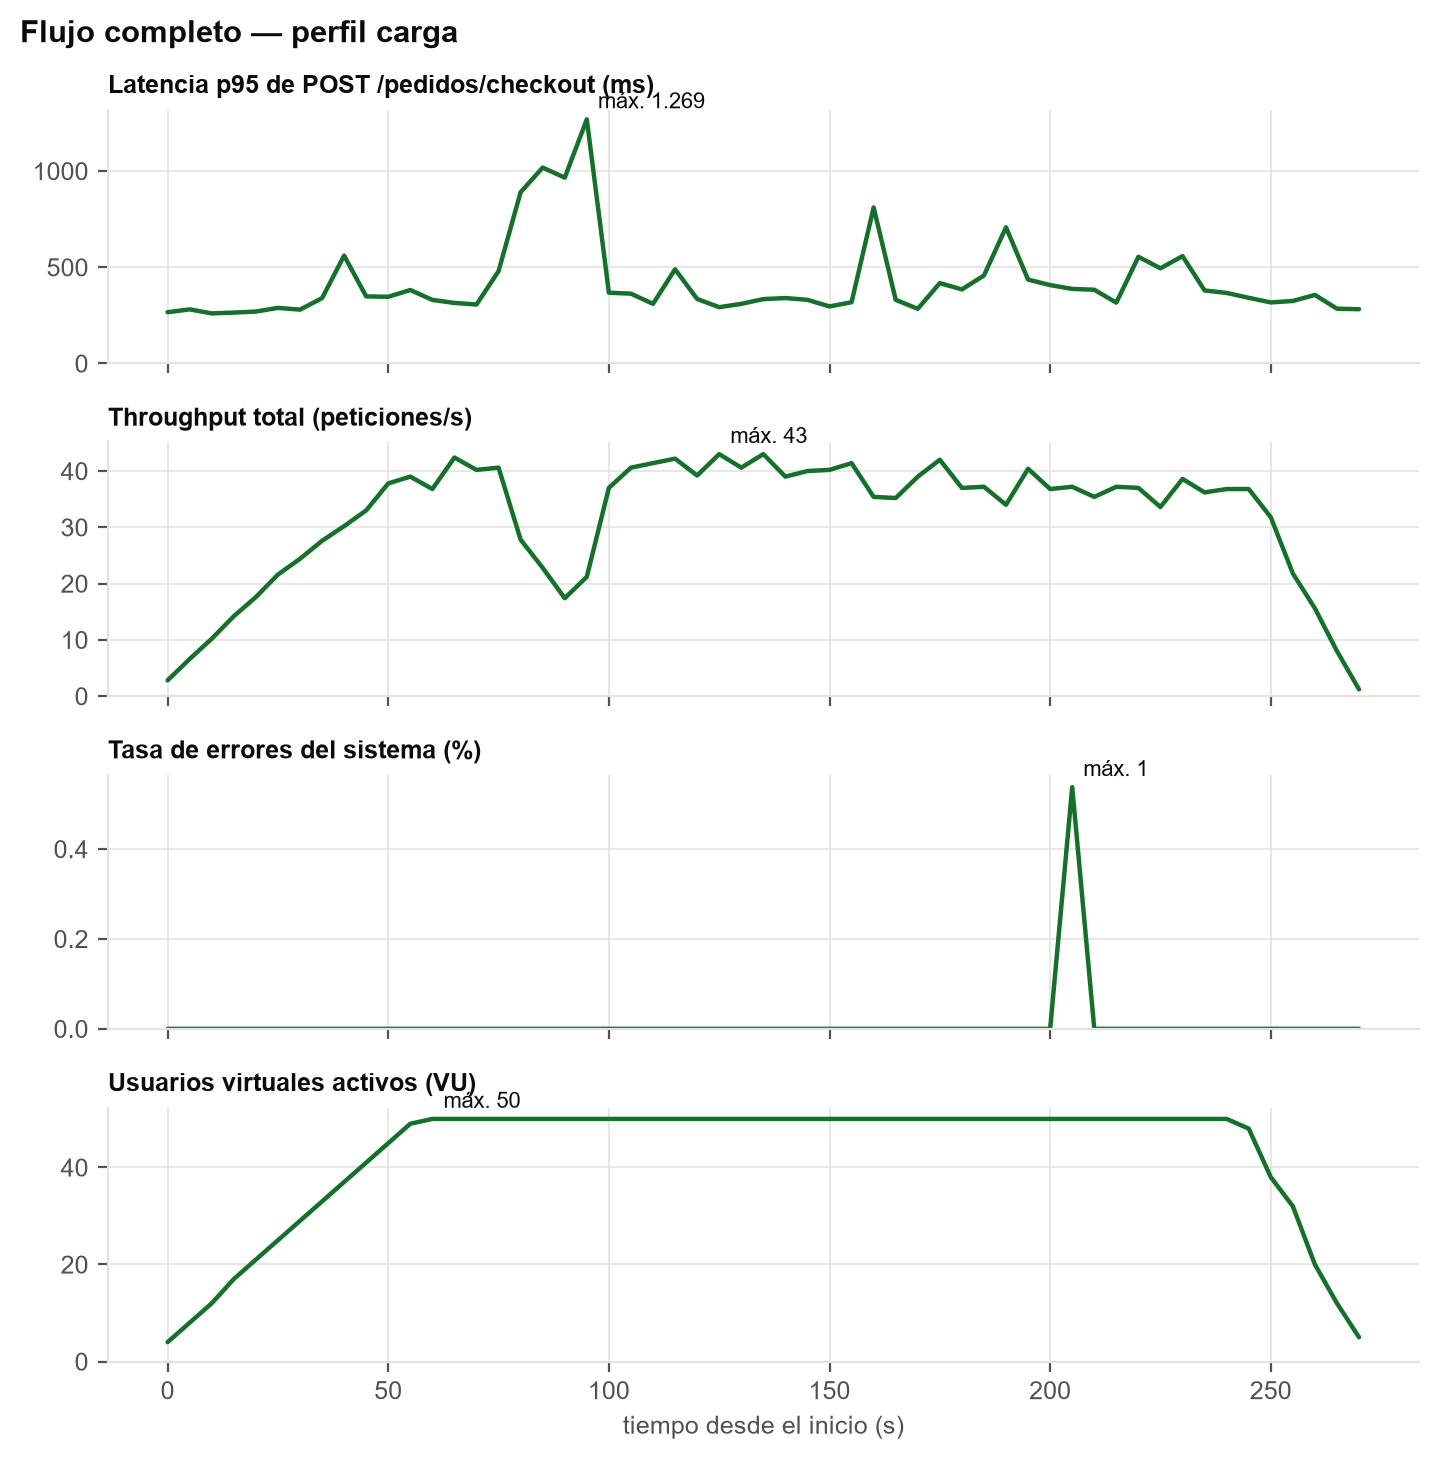 Flujo completo — perfil carga
Latencia p95 de POST /pedidos/checkout (ms)
máx. 1.269
1000
500
0
Throughput total (peticiones/s)
máx. 43
40
30
20
10
0
Tasa de errores del sistema (%)
máx. 1
0.4
0.2
0.0
Usuarios virtuales activos (VU)
máx. 50
40
20
0
0 50 100 150 200 250
tiempo desde el inicio (s)